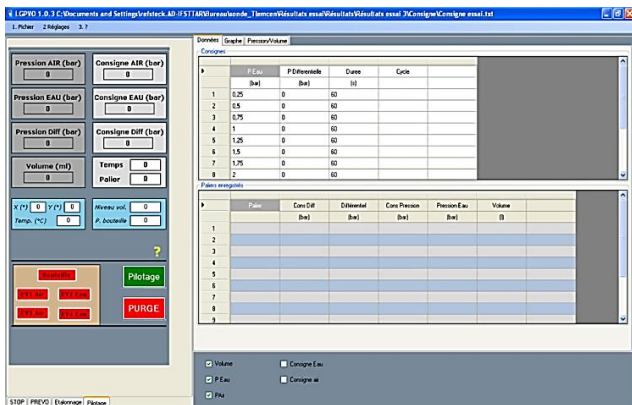 LGPVO 1.0.3 C:\Documents and Settings\refstock.AD-IFSTTAR\Bureau\sonde_Tlemcen\Résultats essai\Résultats\Résultats essai 3\Consigne\Consigne essai.txt
1. Fichier 2 Réglages 3. ?
Pression AIR (bar) Consigne AIR (bar)
0 0
Pression EAU (bar) Consigne EAU (bar)
0 0
Pression Diff (bar) Consigne Diff (bar)
0 0
Volume (ml) Temps 0
0 Palier 0
X (°) 0 Y (°) 0 Niveau vol. 0
Temp. (°C) 0 P. bouteille 0
?
Bouteille
Pilotage
PURGE
STOP PREVO Etalonnage Pilotage
Données Graphe Pression/Volume
Consignes
P Eau P Differentielle Duree Cycle
(bar) (bar) (s)
1 0,25 0 60
2 0,5 0 60
3 0,75 0 60
4 1 0 60
5 1,25 0 60
6 1,5 0 60
7 1,75 0 60
8 2 0 60
Paliers enregistrés
Palier Cons Diff Différentiel Cons Pression Pression Eau Volume
(bar) (bar) (bar) (bar) (l)
1
2
3
4
5
6
7
8
9
Volume Consigne Eau
P Eau Consigne air
PAir